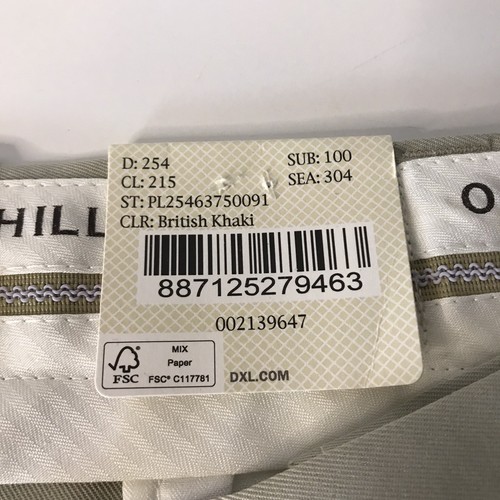 D: 254 SUB: 100
CL: 215 SEA: 304
ST: PL25463750091
CLR: British Khaki
HILL O
887125279463
002139647
MIX
Paper
FSC FSC® C117781
DXL.COM